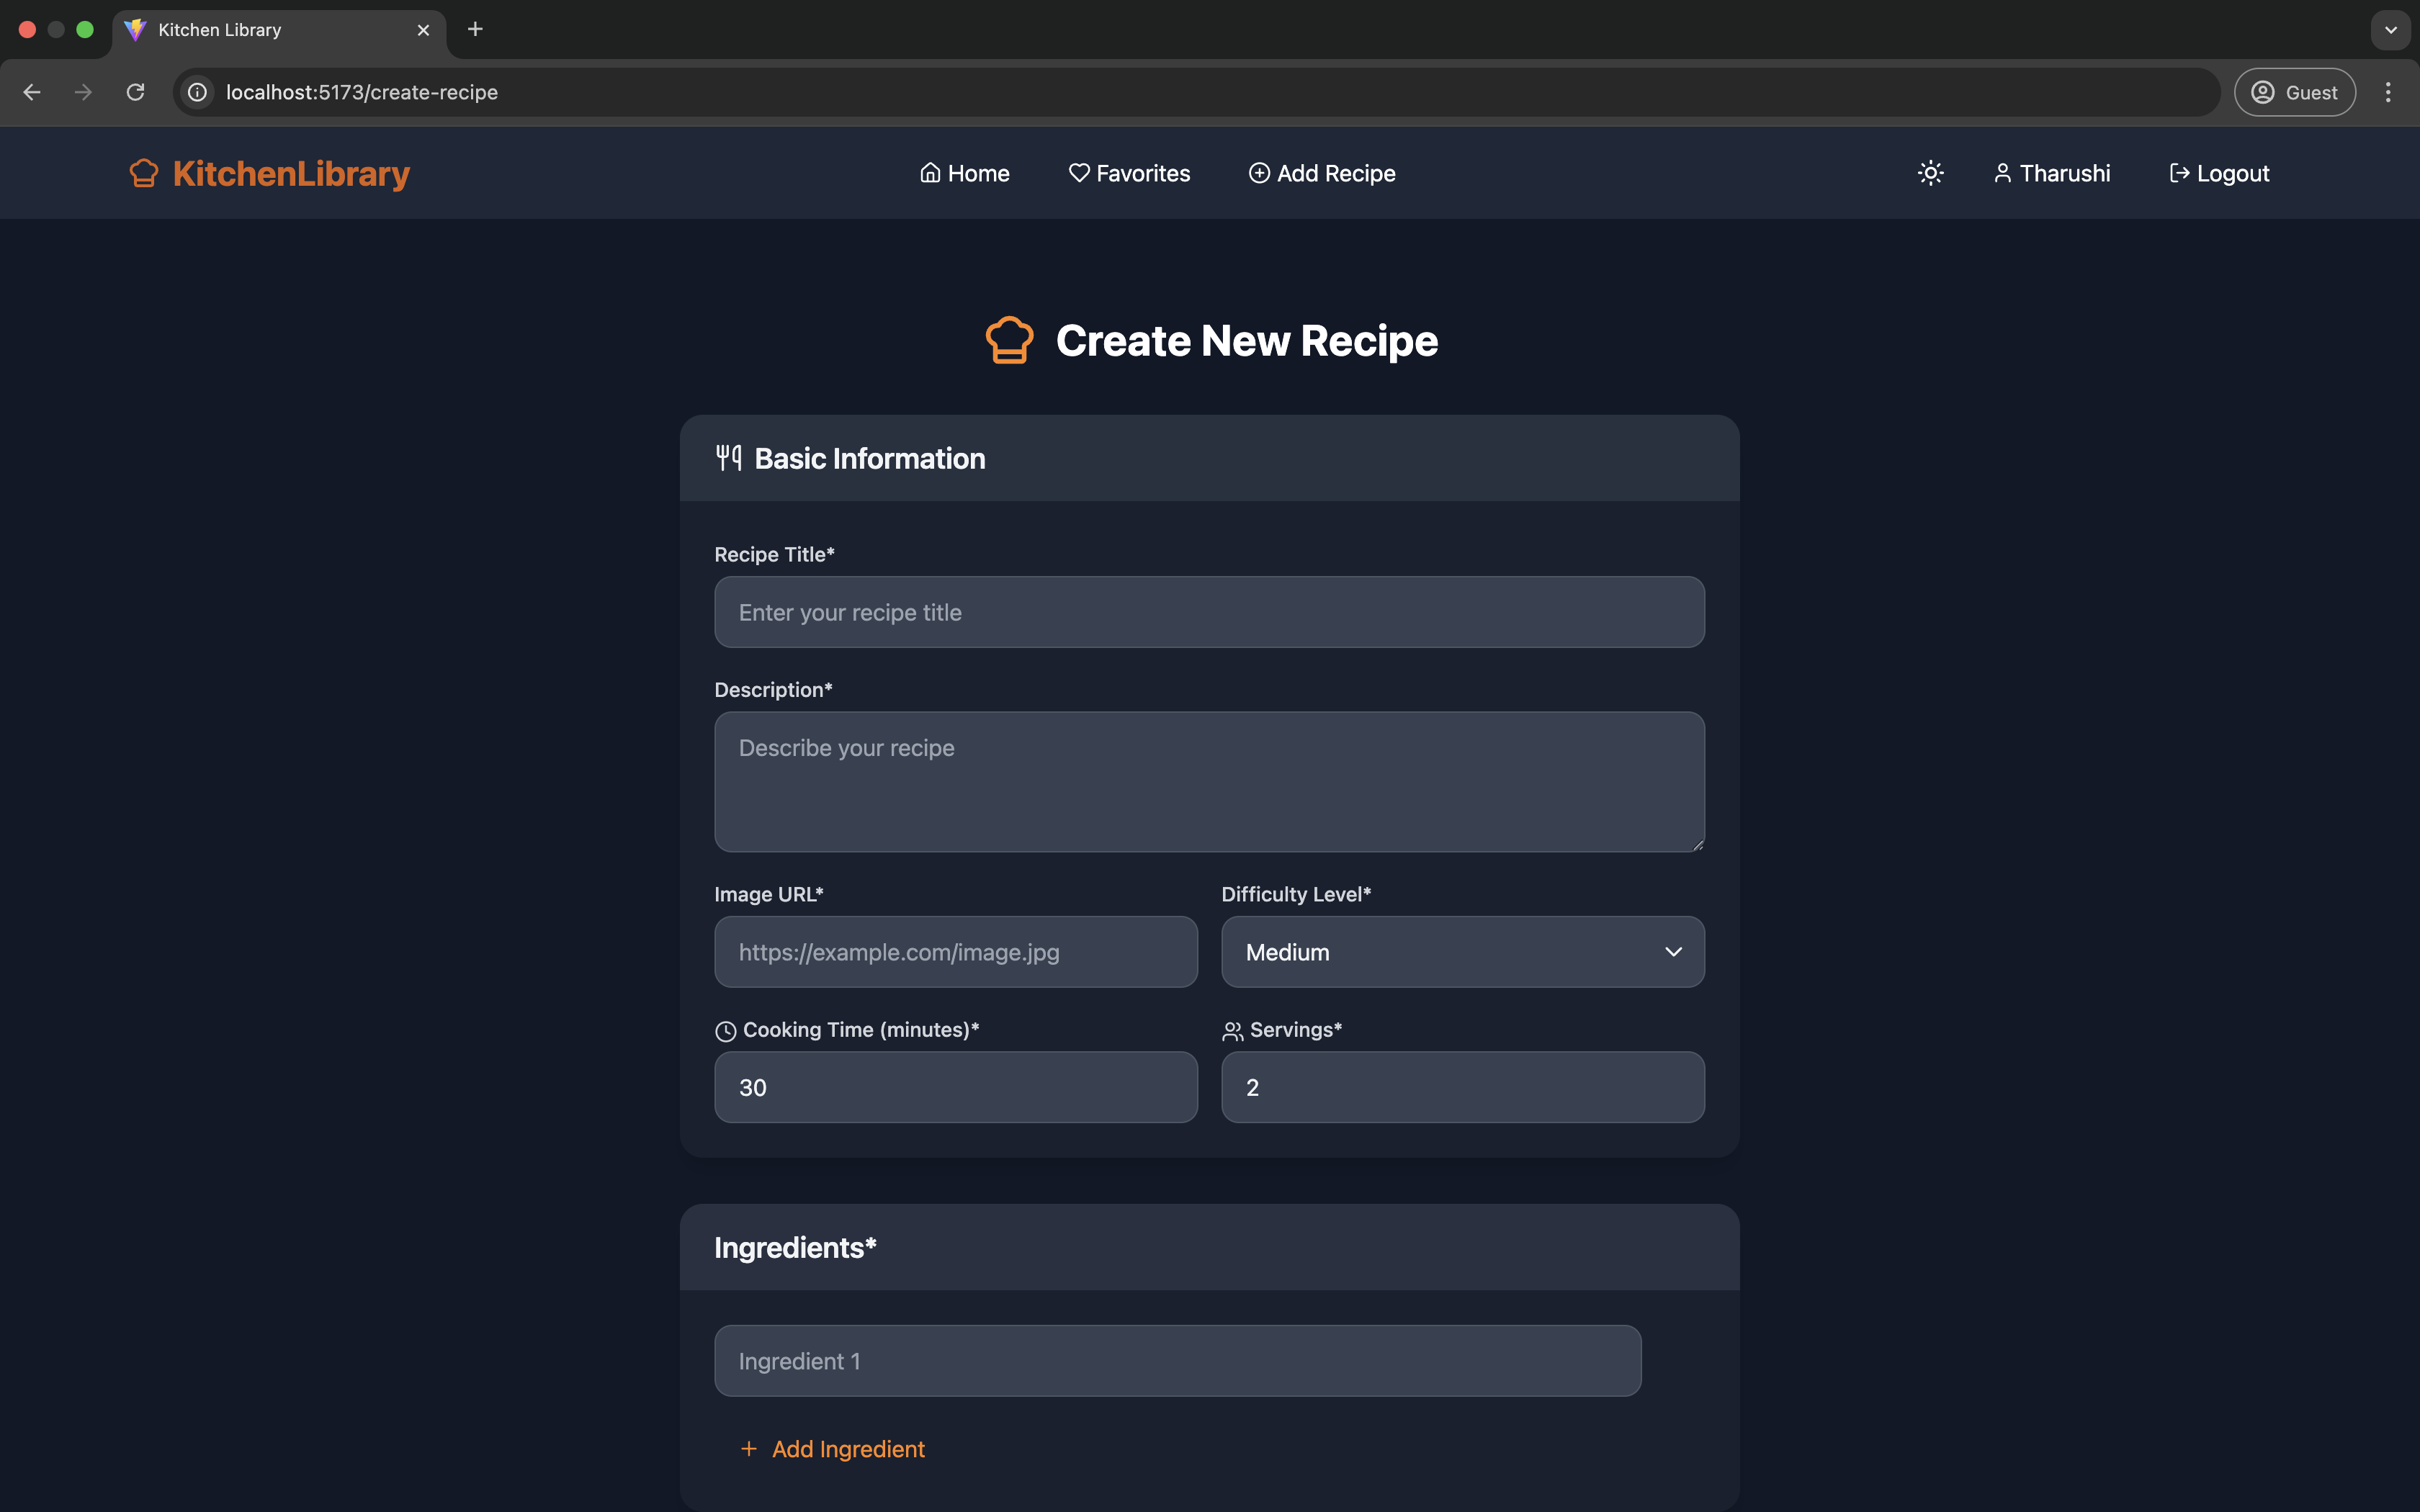 Kitchen Library
localhost:5173/create-recipe
Guest
KitchenLibrary
Home
Favorites
Add Recipe
Tharushi
Logout
Create New Recipe
Basic Information
Recipe Title*
Enter your recipe title
Description*
Describe your recipe
Image URL*
Difficulty Level*
https://example.com/image.jpg
Medium
Cooking Time (minutes)*
Servings*
30
2
Ingredients*
Ingredient 1
+ Add Ingredient